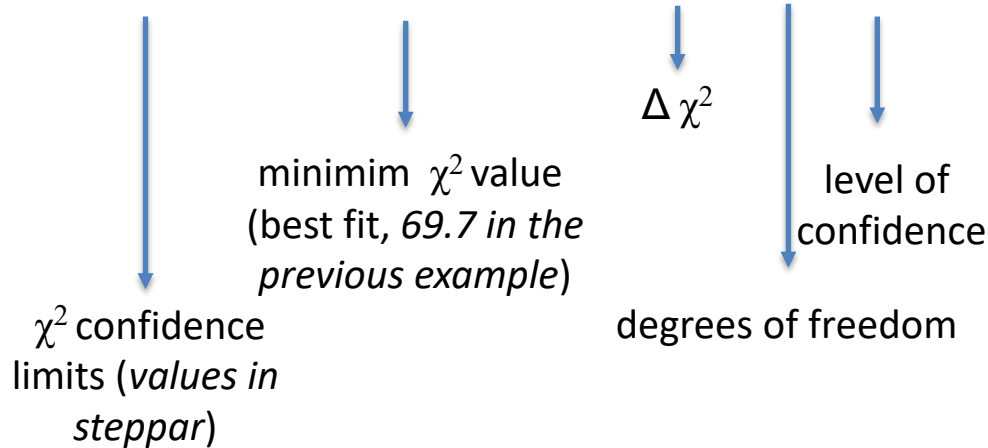 Δ χ²
minimim χ² value
(best fit, 69.7 in the
previous example)
level of
confidence
χ² confidence
limits (values in
steppar)
degrees of freedom